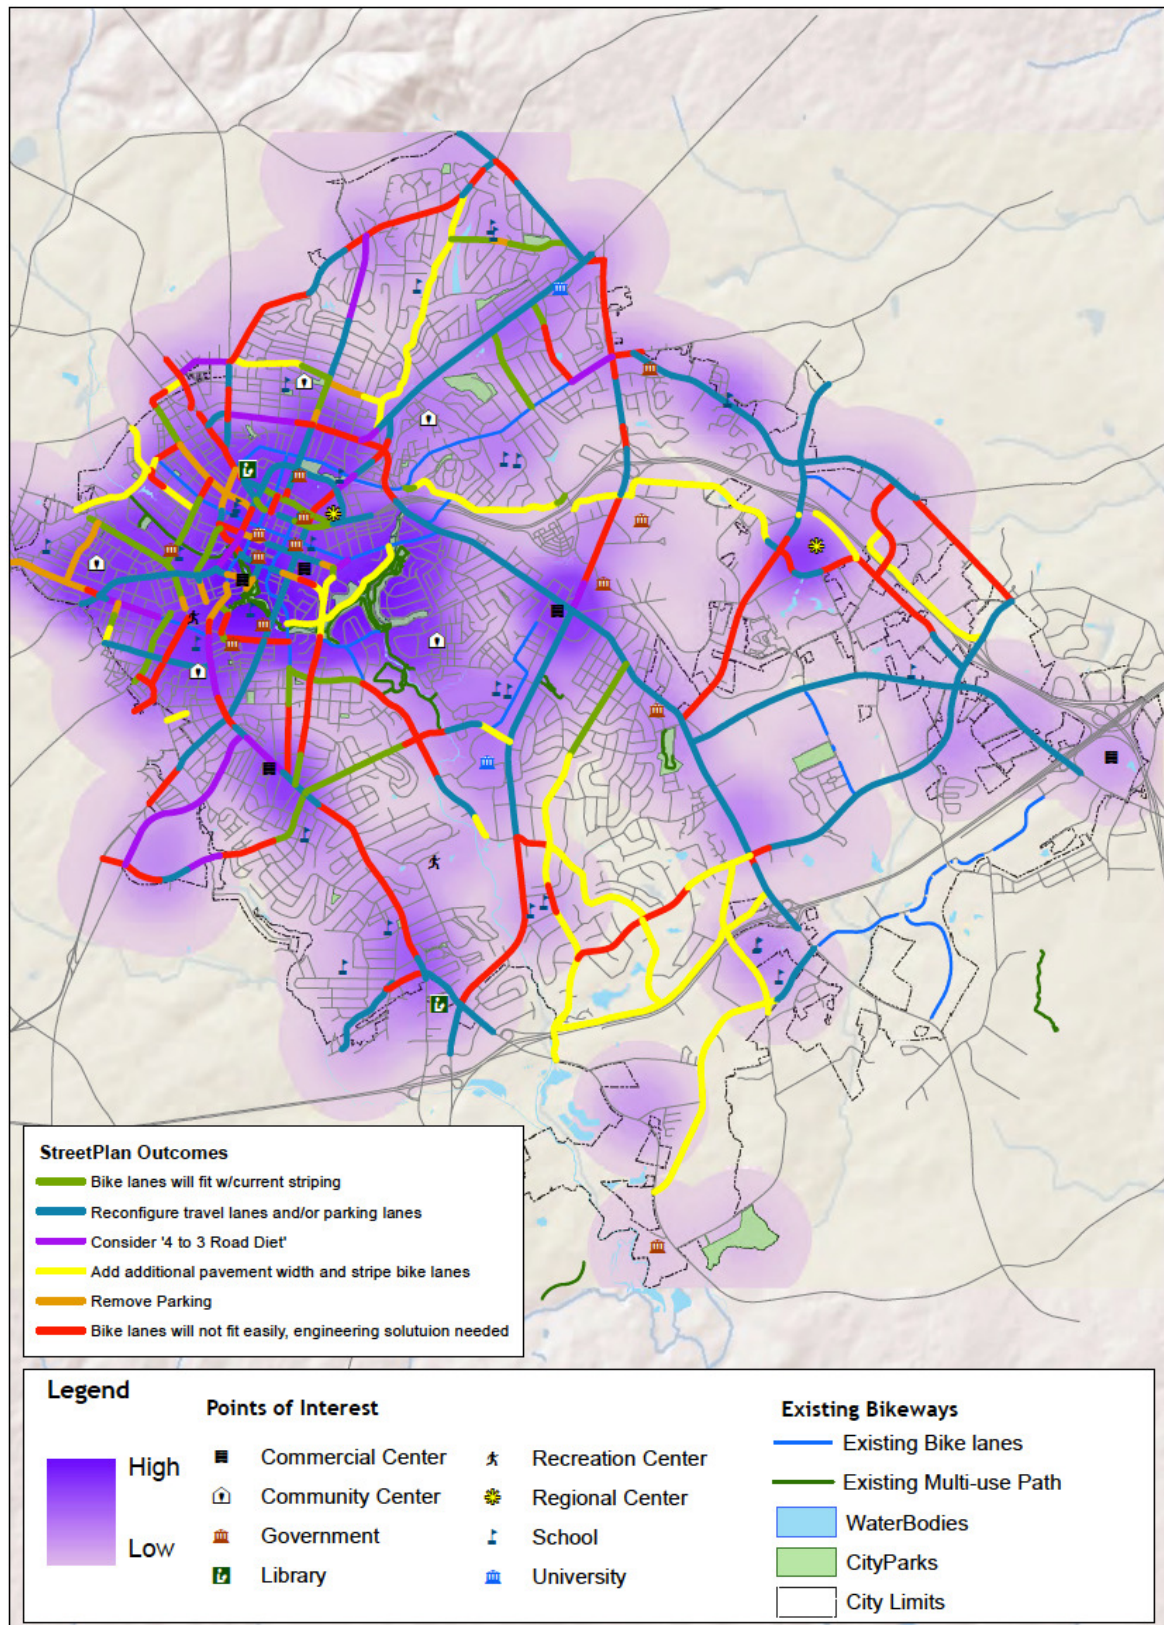 StreetPlan Outcomes
Bike lanes will fit w/current striping
Reconfigure travel lanes and/or parking lanes
Consider '4 to 3 Road Diet'
Add additional pavement width and stripe bike lanes
Remove Parking
Bike lanes will not fit easily, engineering solutuion needed
Legend
High
Low
Points of Interest
Commercial Center
Community Center
Government
Library
Recreation Center
Regional Center
School
University
Existing Bikeways
Existing Bike lanes
Existing Multi-use Path
WaterBodies
CityParks
City Limits